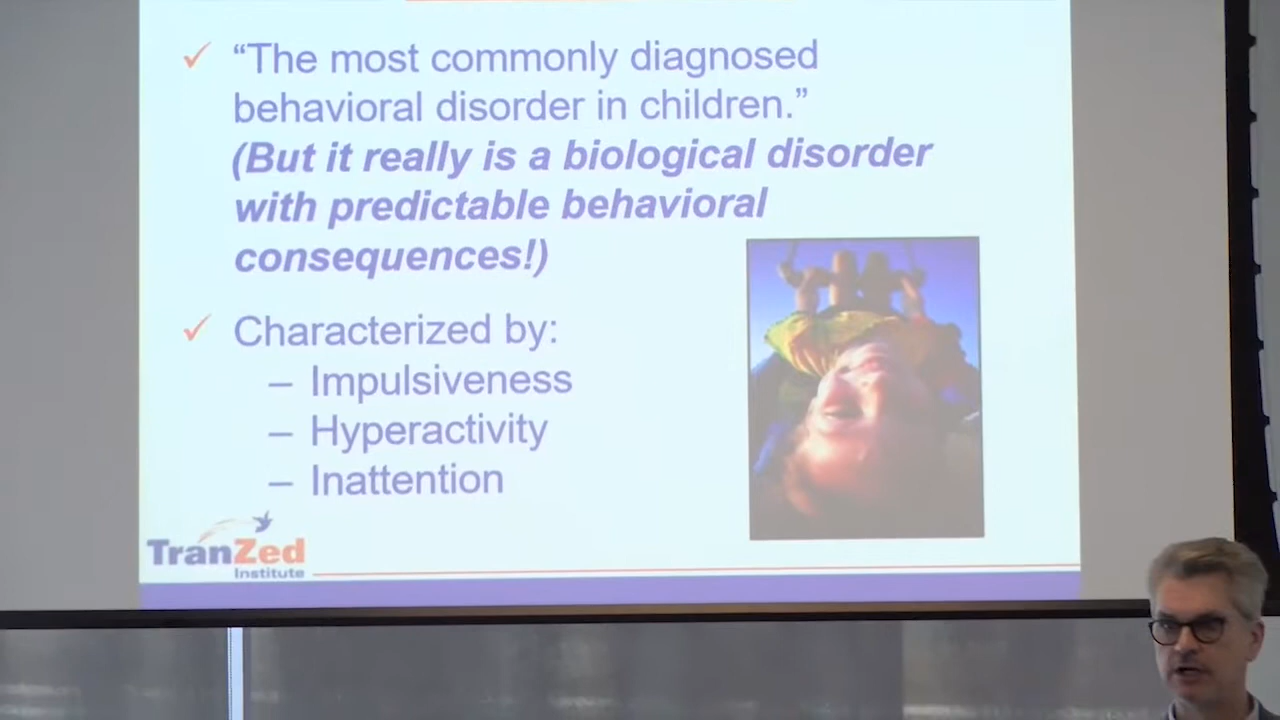 “The most commonly diagnosed
behavioral disorder in children.”
(But it really is a biological disorder
with predictable behavioral
consequences!)
Characterized by:
– Impulsiveness
– Hyperactivity
– Inattention
TranZed
Institute